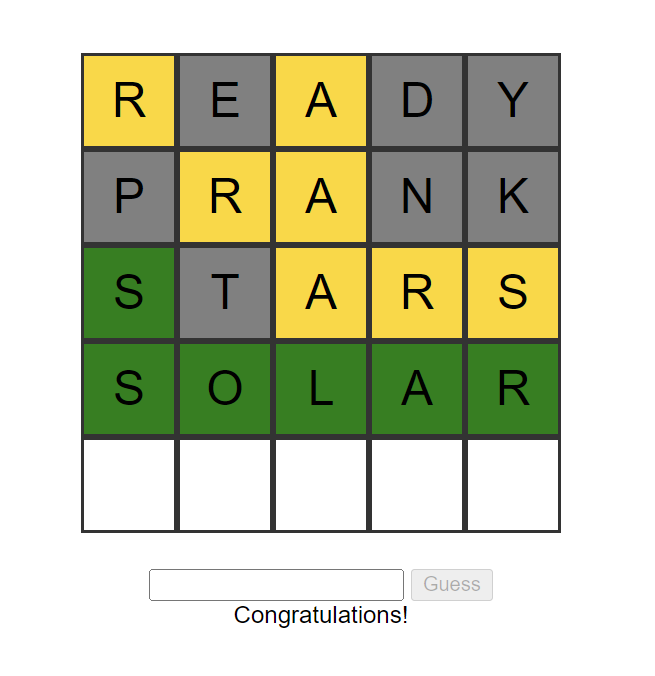 R E A D Y
P R A N K
S T A R S
S O L A R
Guess
Congratulations!